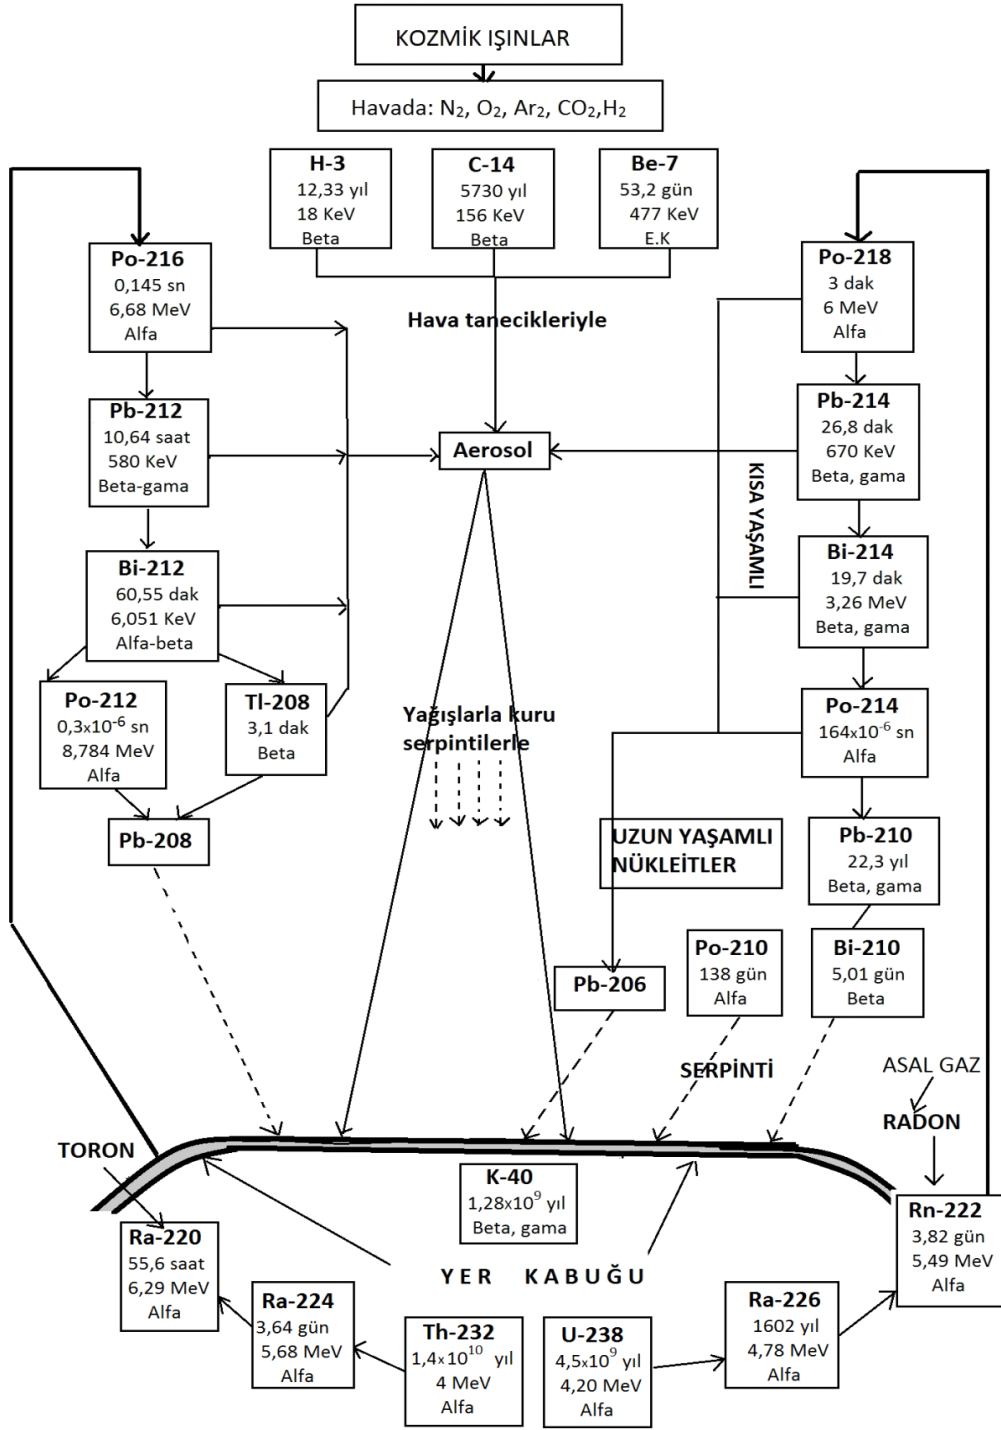 KOZMİK IŞINLAR
Havada: N₂, O₂, Ar₂, CO₂,H₂
H-3
12,33 yıl
18 KeV
Beta
C-14
5730 yıl
156 KeV
Beta
Be-7
53,2 gün
477 KeV
E.K
Po-216
0,145 sn
6,68 MeV
Alfa
Po-218
3 dak
6 MeV
Alfa
Hava tanecikleriyle
Pb-212
10,64 saat
580 KeV
Beta-gama
Aerosol
Pb-214
26,8 dak
670 KeV
Beta, gama
KISA YAŞAMLI
Bi-212
60,55 dak
6,051 KeV
Alfa-beta
Bi-214
19,7 dak
3,26 MeV
Beta, gama
Po-212
0,3x10⁻⁶ sn
8,784 MeV
Alfa
Tl-208
3,1 dak
Beta
Yağışlarla kuru
serpintilerle
Po-214
164x10⁻⁶ sn
Alfa
Pb-208
UZUN YAŞAMLI
NÜKLEİTLER
Pb-210
22,3 yıl
Beta, gama
Pb-206
Po-210
138 gün
Alfa
Bi-210
5,01 gün
Beta
SERPİNTİ
ASAL GAZ
RADON
TORON
K-40
1,28x10⁹ yıl
Beta, gama
Ra-220
55,6 saat
6,29 MeV
Alfa
Rn-222
3,82 gün
5,49 MeV
Alfa
YER KABUĞU
Ra-224
3,64 gün
5,68 MeV
Alfa
Th-232
1,4x10¹⁰ yıl
4 MeV
Alfa
U-238
4,5x10⁹ yıl
4,20 MeV
Alfa
Ra-226
1602 yıl
4,78 MeV
Alfa